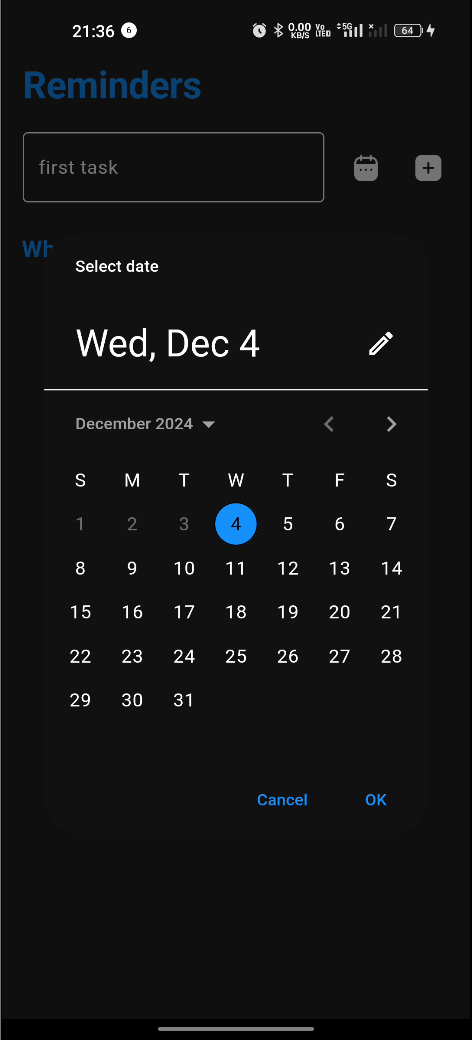 21:36 6 0.00 KB/S Vo LTED 5G 64
Reminders
first task
Wh
Select date
Wed, Dec 4
December 2024
S M T W T F S
1 2 3 4 5 6 7
8 9 10 11 12 13 14
15 16 17 18 19 20 21
22 23 24 25 26 27 28
29 30 31
Cancel OK